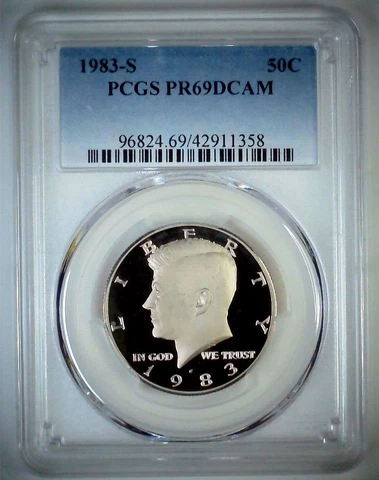 1983-S 50C
PCGS PR69DCAM
96824.69/42911358
LIBERTY
IN GOD WE TRUST
1983